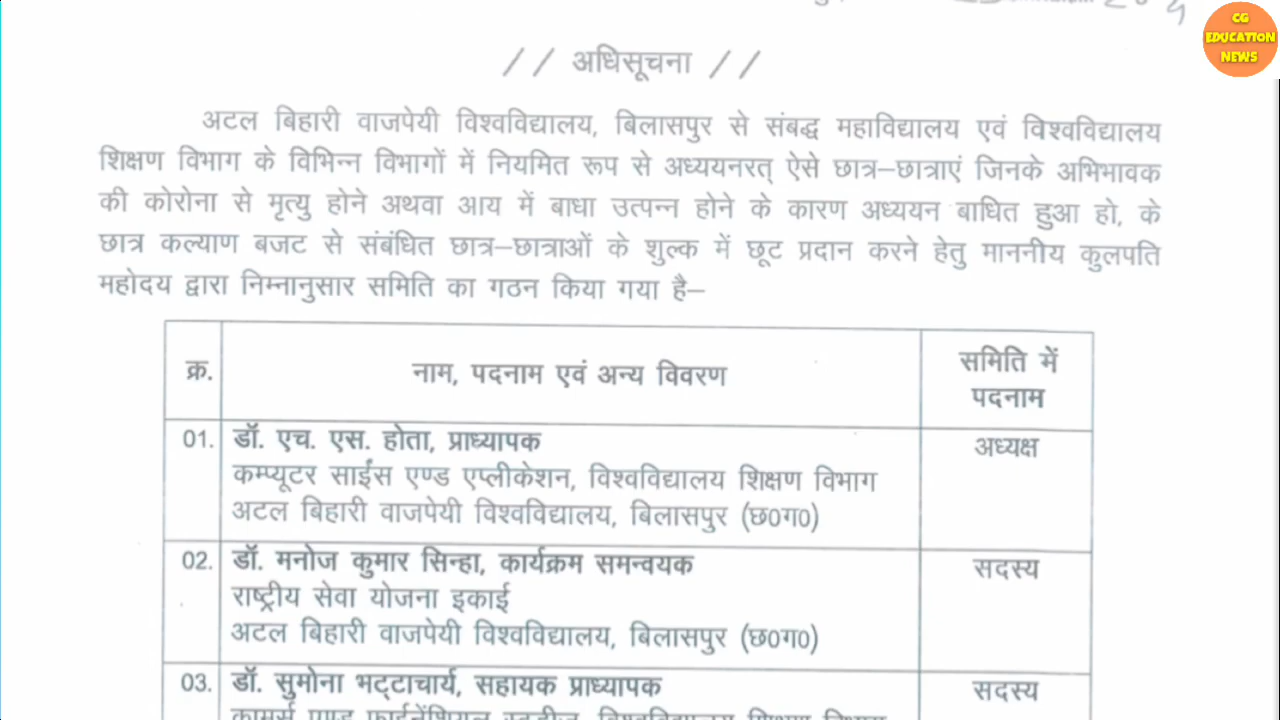 CG
EDUCATION
NEWS
// अधिसूचना //
अटल बिहारी वाजपेयी विश्वविद्यालय, बिलासपुर से संबद्ध महाविद्यालय एवं विश्वविद्यालय
शिक्षण विभाग के विभिन्न विभागों में नियमित रूप से अध्ययनरत् ऐसे छात्र–छात्राएं जिनके अभिभावक
की कोरोना से मृत्यु होने अथवा आय में बाधा उत्पन्न होने के कारण अध्ययन बाधित हुआ हो, के
छात्र कल्याण बजट से संबंधित छात्र–छात्राओं के शुल्क में छूट प्रदान करने हेतु माननीय कुलपति
महोदय द्वारा निम्नानुसार समिति का गठन किया गया है–
क्र. नाम, पदनाम एवं अन्य विवरण समिति में
पदनाम
01. डॉ. एच. एस. होता, प्राध्यापक अध्यक्ष
कम्प्यूटर साईंस एण्ड एप्लीकेशन, विश्वविद्यालय शिक्षण विभाग
अटल बिहारी वाजपेयी विश्वविद्यालय, बिलासपुर (छ0ग0)
02. डॉ. मनोज कुमार सिन्हा, कार्यक्रम समन्वयक सदस्य
राष्ट्रीय सेवा योजना इकाई
अटल बिहारी वाजपेयी विश्वविद्यालय, बिलासपुर (छ0ग0)
03. डॉ. सुमोना भट्टाचार्य, सहायक प्राध्यापक सदस्य